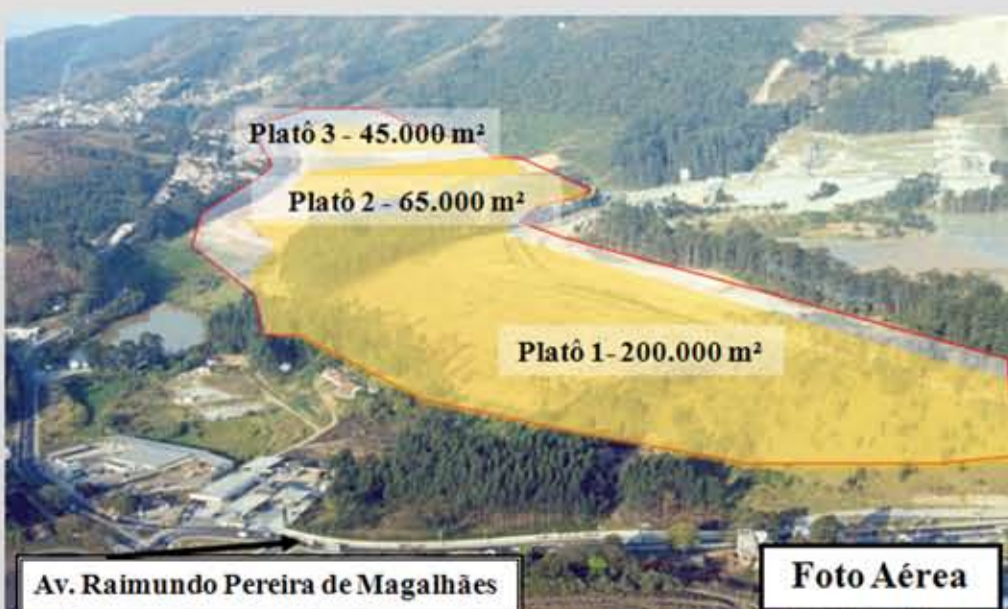 Platô 3 - 45.000 m²
Platô 2 - 65.000 m²
Platô 1- 200.000 m²
Av. Raimundo Pereira de Magalhães
Foto Aérea